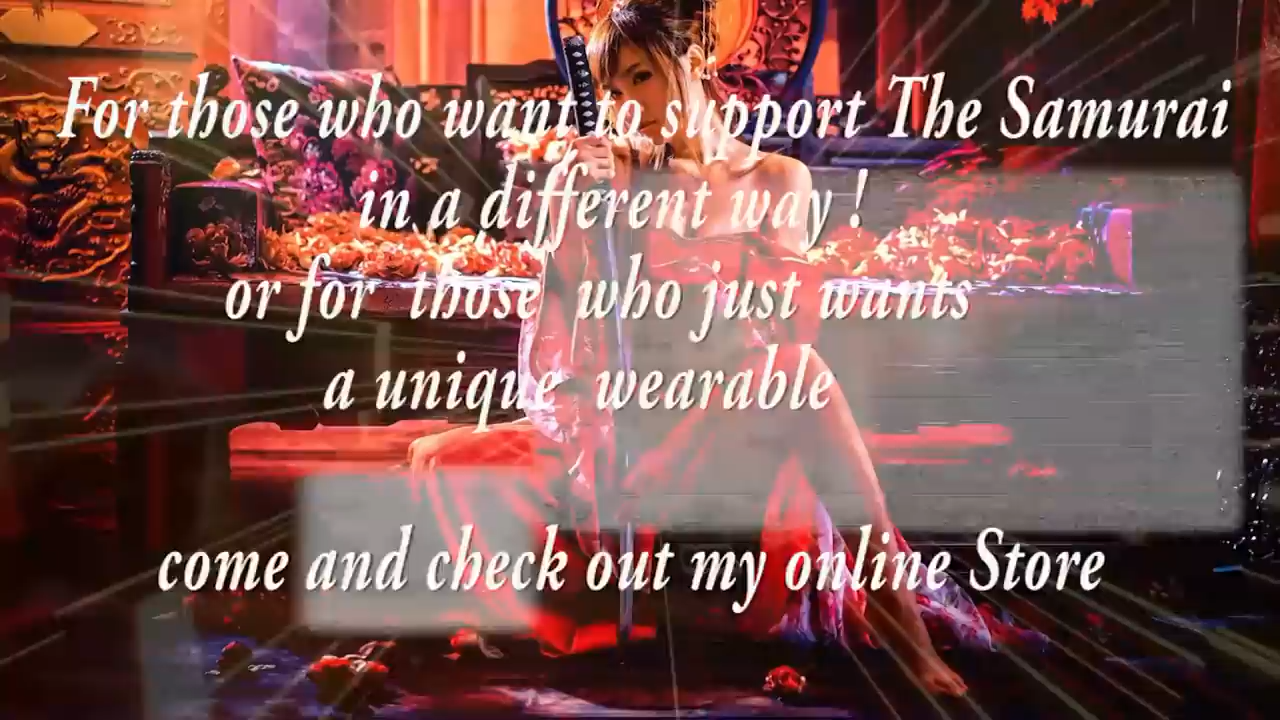 For those who want to support The Samurai
in a different way !
or for those who just wants
a unique wearable
come and check out my online Store